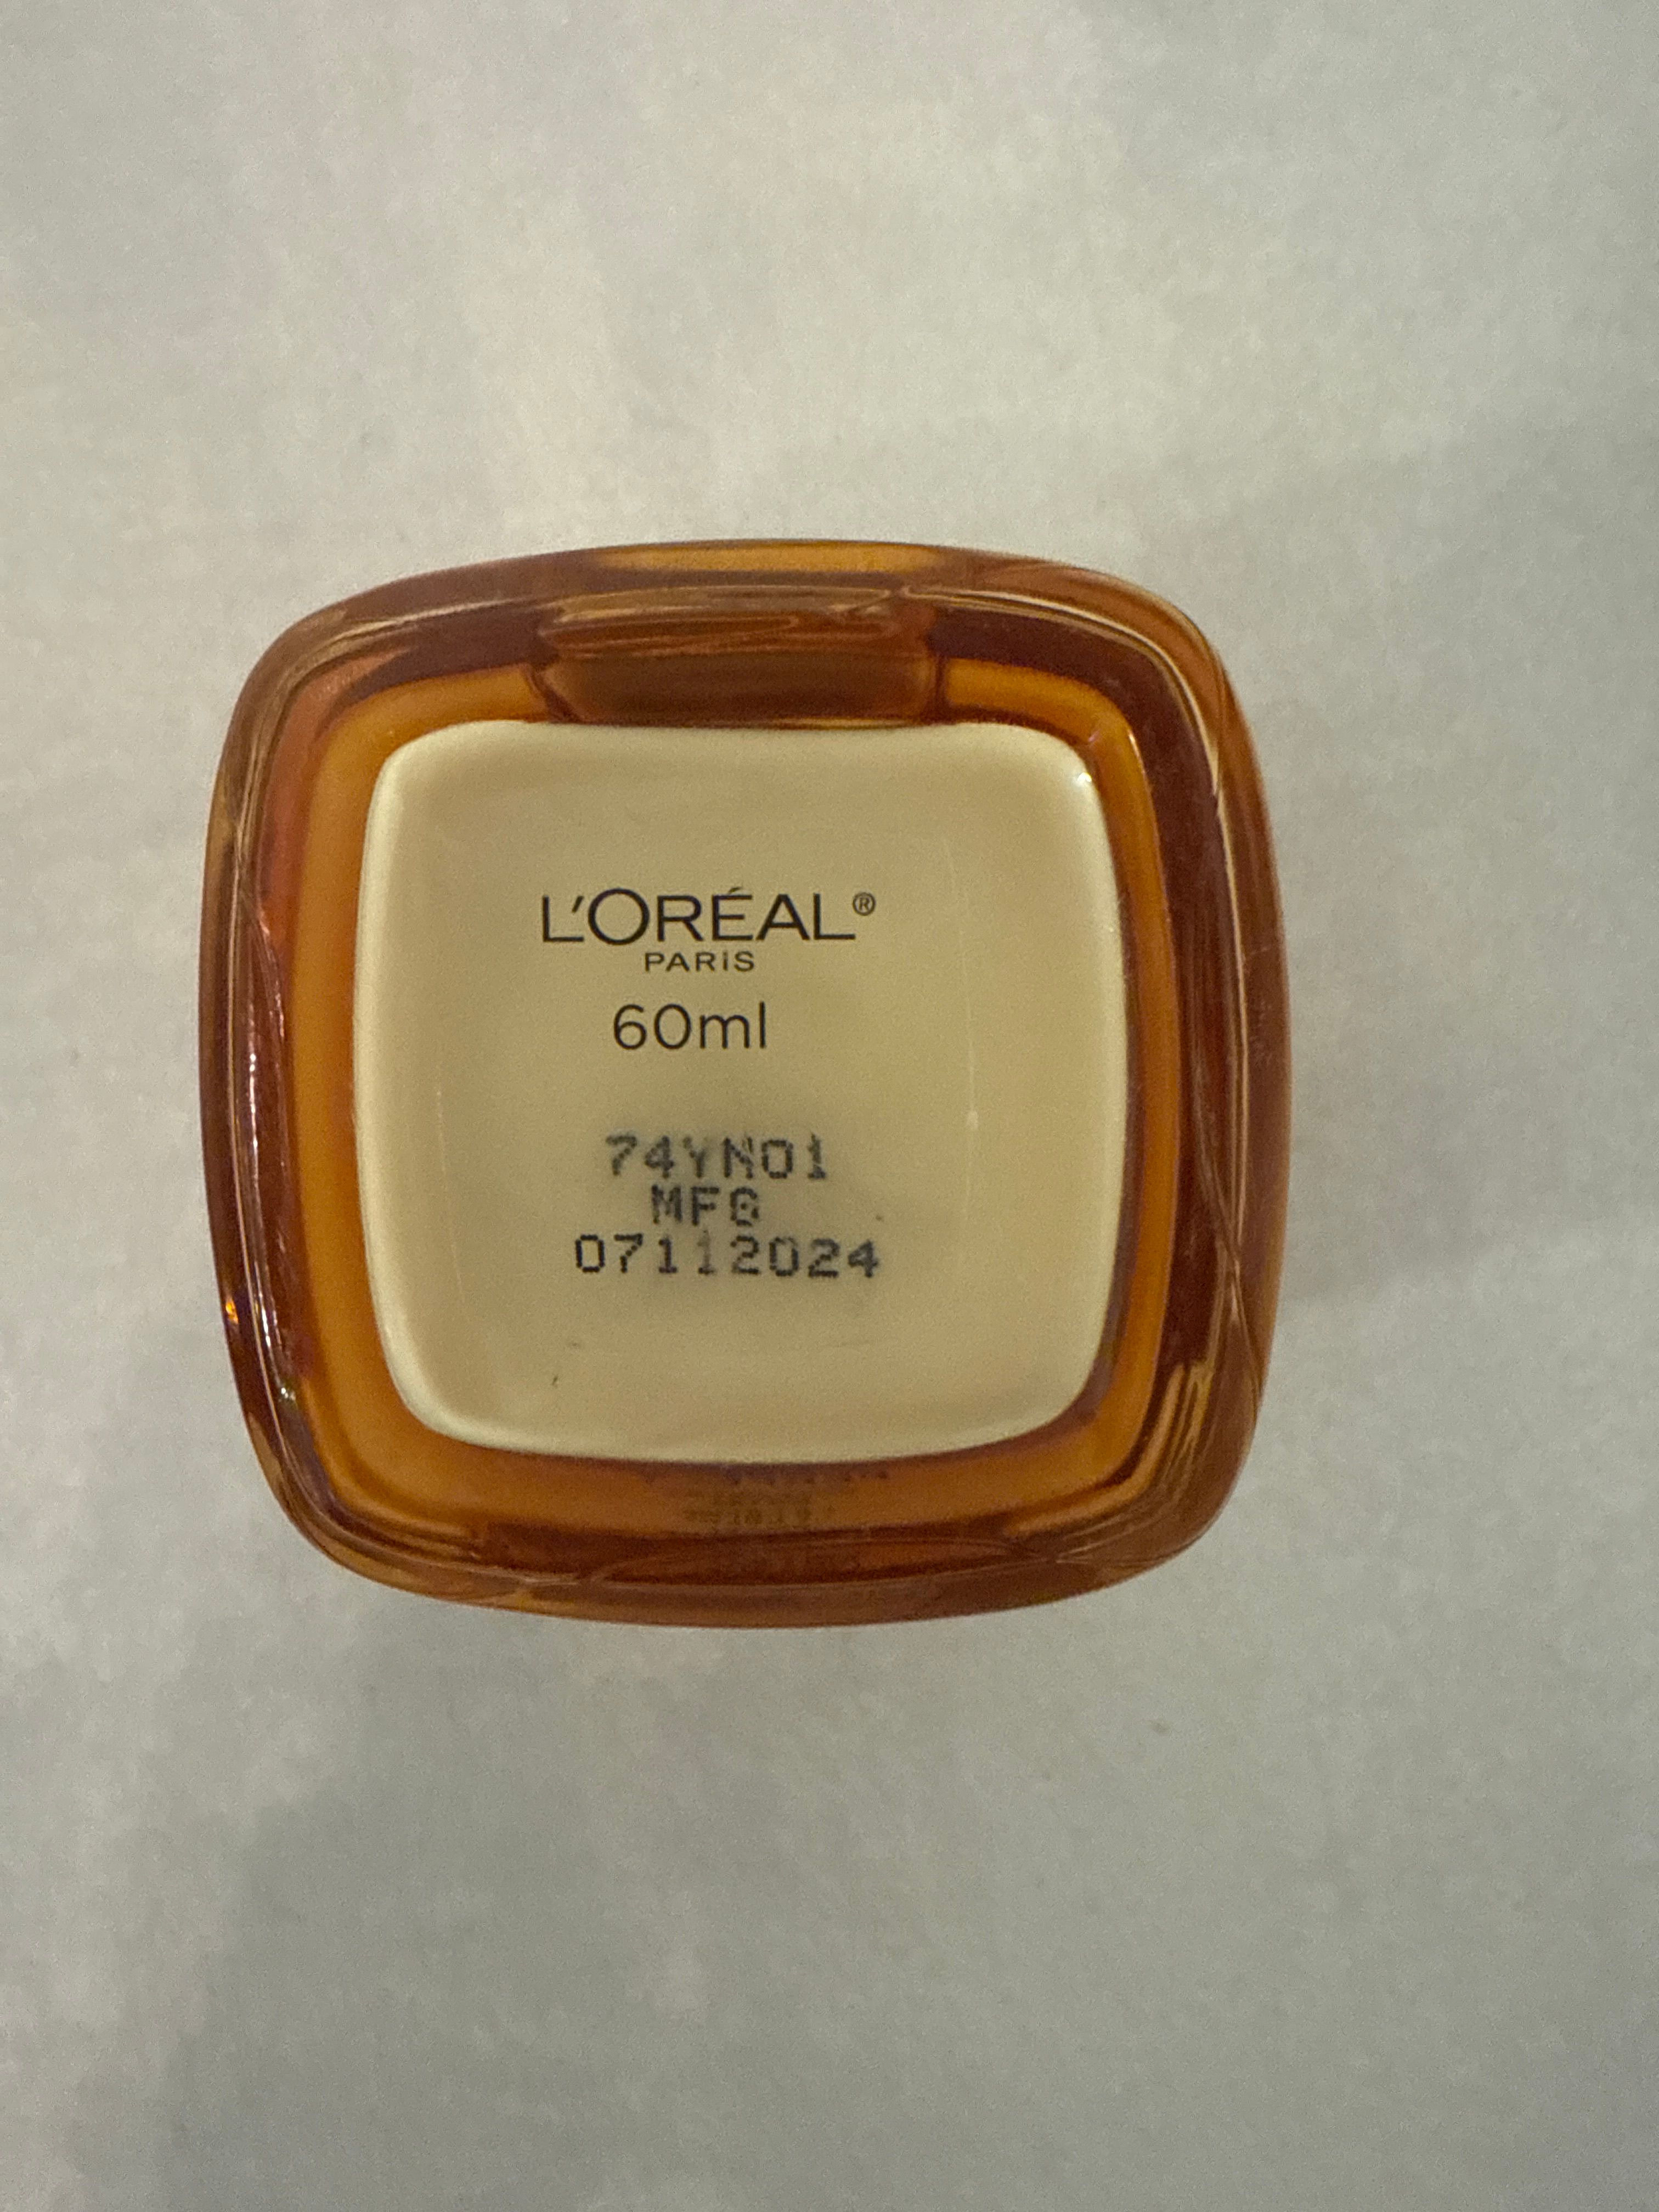 L'ORÉAL®
PARIS
60ml
74YN01
MFG
07112024